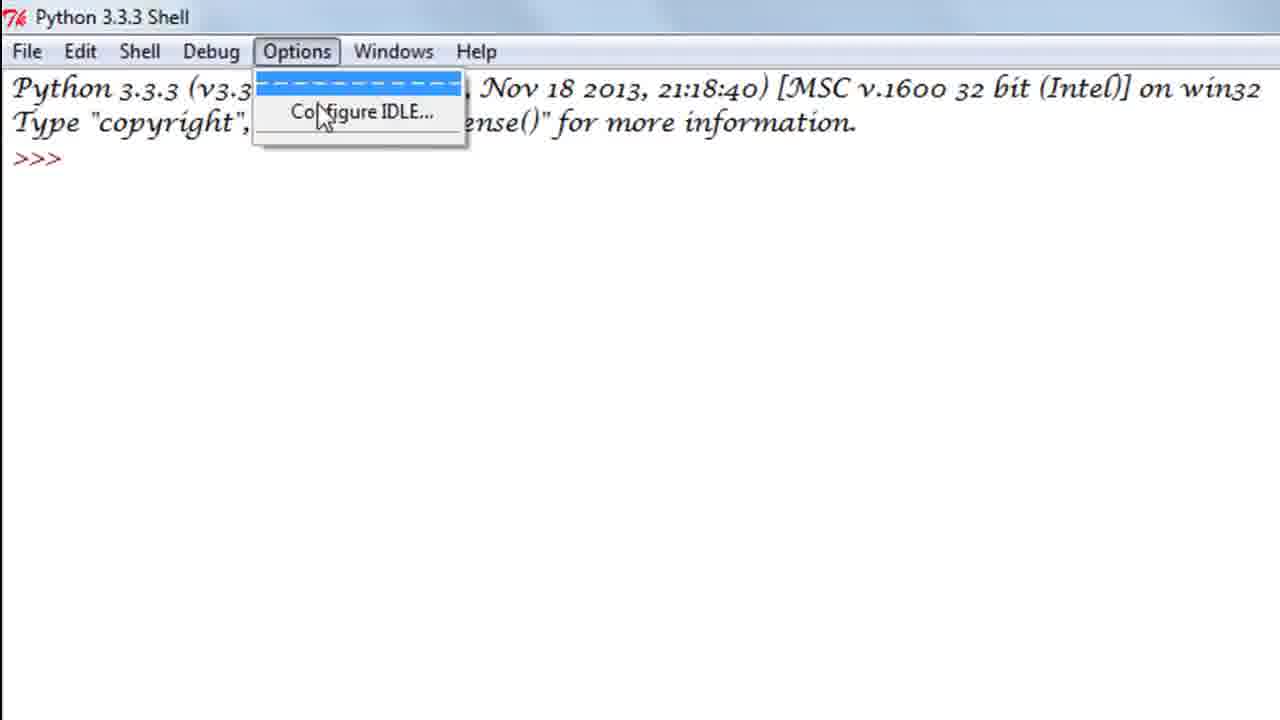 Python 3.3.3 Shell
File Edit Shell Debug Options Windows Help
Python 3.3.3 (v3.3 , Nov 18 2013, 21:18:40) [MSC v.1600 32 bit (Intel)] on win32
Configure IDLE...
Type "copyright", ense()" for more information.
>>>